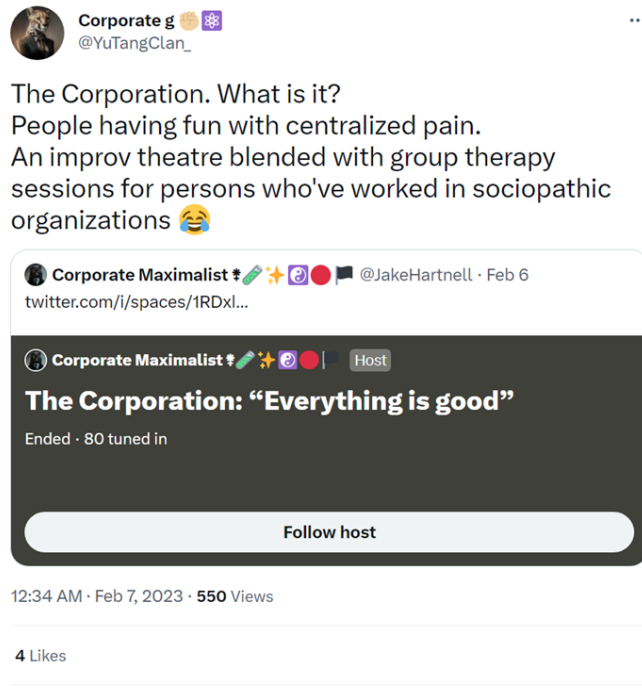 Corporate g ✊🏼⚛️
@YuTangClan_
The Corporation. What is it?
People having fun with centralized pain.
An improv theatre blended with group therapy
sessions for persons who've worked in sociopathic
organizations 😂
Corporate Maximalist ⚵🧪✨☯️🔴🏴 @JakeHartnell · Feb 6
twitter.com/i/spaces/1RDxl...
Corporate Maximalist ⚵🧪✨☯️🔴🏴 Host
The Corporation: “Everything is good”
Ended · 80 tuned in
Follow host
12:34 AM · Feb 7, 2023 · 550 Views
4 Likes